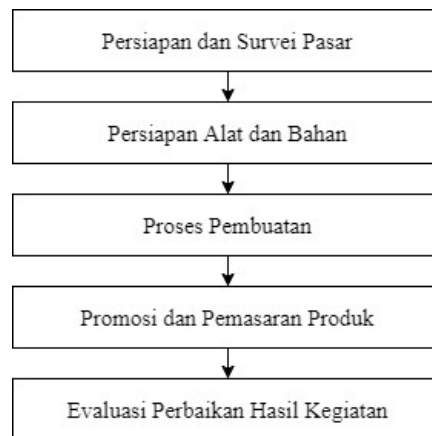 Persiapan dan Survei Pasar
Persiapan Alat dan Bahan
Proses Pembuatan
Promosi dan Pemasaran Produk
Evaluasi Perbaikan Hasil Kegiatan